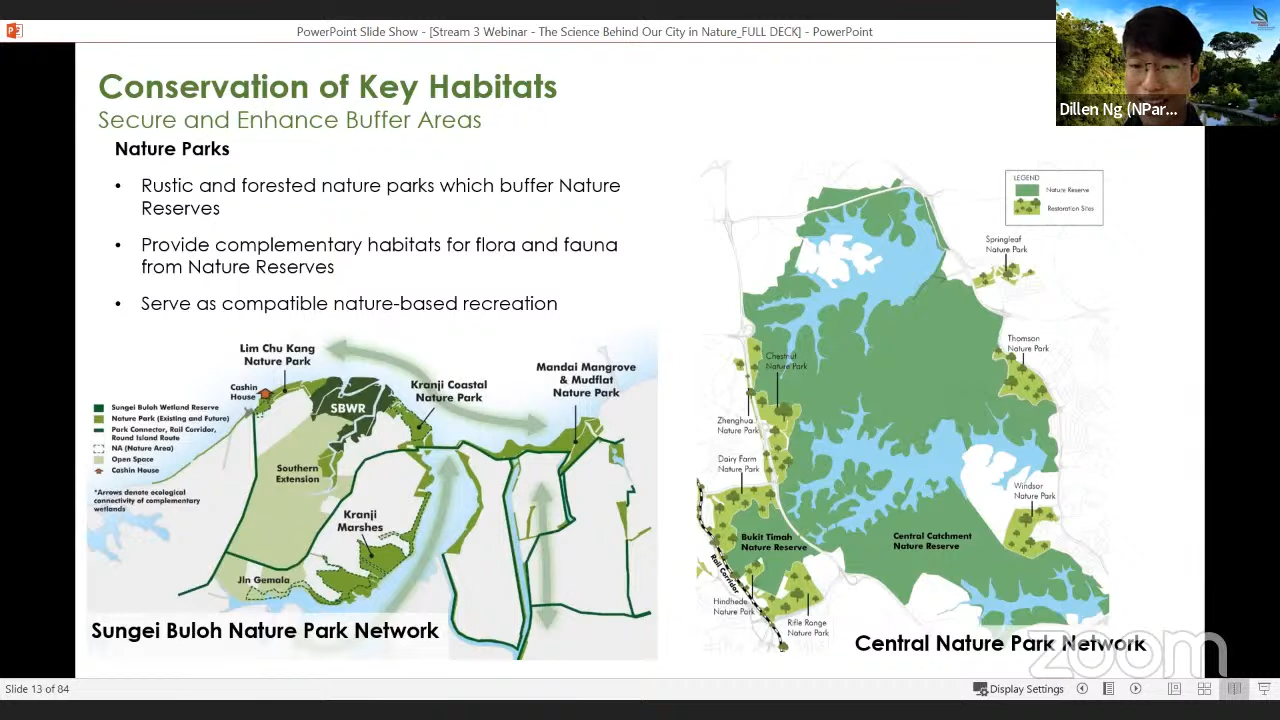 PowerPoint Slide Show - [Stream 3 Webinar - The Science Behind Our City in Nature_FULL DECK] - PowerPoint
Dillen Ng (NPar...
Conservation of Key Habitats
Secure and Enhance Buffer Areas
Nature Parks
• Rustic and forested nature parks which buffer Nature
Reserves
• Provide complementary habitats for flora and fauna
from Nature Reserves
• Serve as compatible nature-based recreation
Lim Chu Kang
Nature Park
Cashin
House
SBWR
Kranji Coastal
Nature Park
Mandai Mangrove
& Mudflat
Nature Park
Sungei Buloh Wetland Reserve
Nature Park (Existing and Future)
Park Connector, Rail Corridor,
Round Island Route
NA (Nature Area)
Open Space
Cashin House
*Arrows denote ecological
connectivity of complementary
wetlands
Southern
Extension
Kranji
Marshes
Jln Gemala
Sungei Buloh Nature Park Network
LEGEND
Nature Reserve
Restoration Sites
Springleaf
Nature Park
Thomson
Nature Park
Chestnut
Nature Park
Zhenghua
Nature Park
Dairy Farm
Nature Park
Windsor
Nature Park
Bukit Timah
Nature Reserve
Central Catchment
Nature Reserve
Rail Corridor
Hindhede
Nature Park
Rifle Range
Nature Park
Central Nature Park Network
zoom
Slide 13 of 84
Display Settings